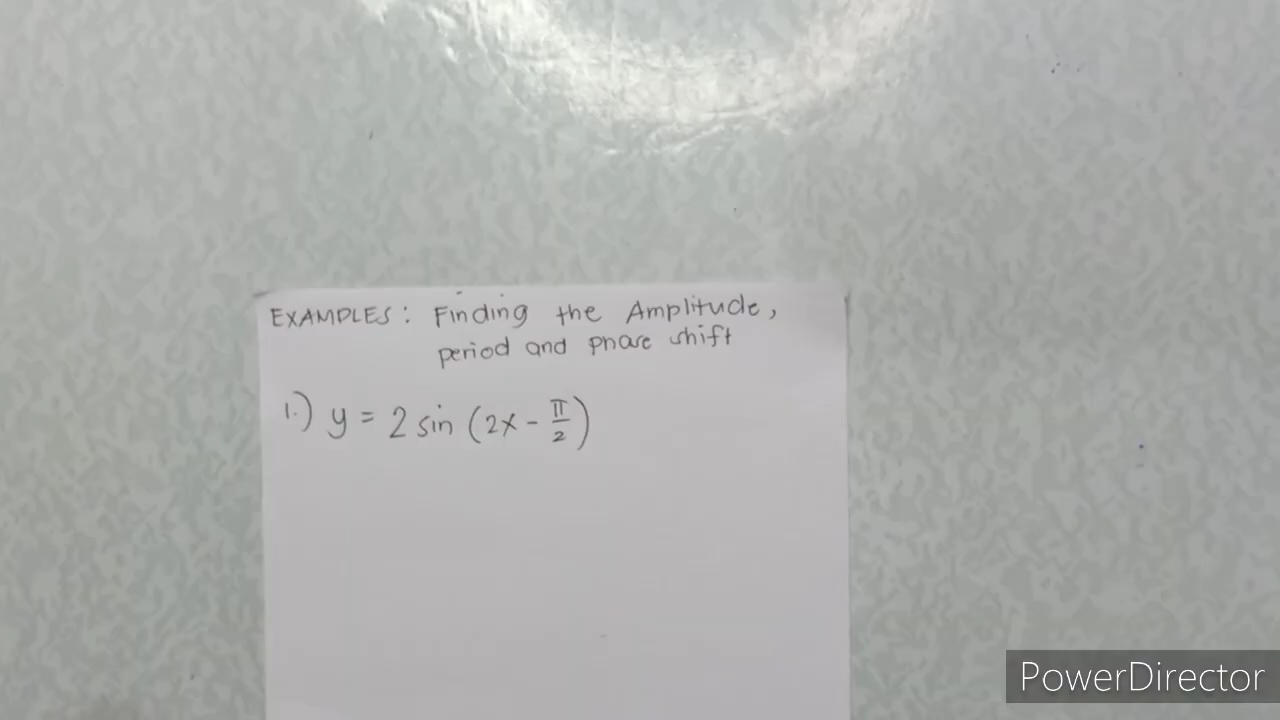 EXAMPLES: Finding the Amplitude,
period and phase shift
1.) y = 2 sin (2x - π/2)
PowerDirector